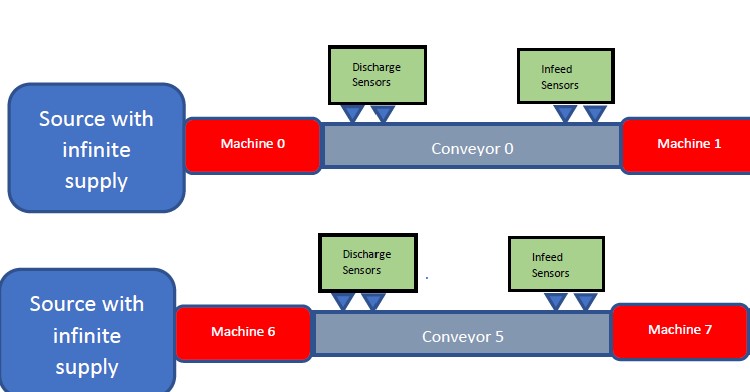 Discharge
Sensors
Infeed
Sensors
Source with
infinite
supply
Machine 0
Conveyor 0
Machine 1
Discharge
Sensors
Infeed
Sensors
Source with
infinite
supply
Machine 6
Conveyor 5
Machine 7